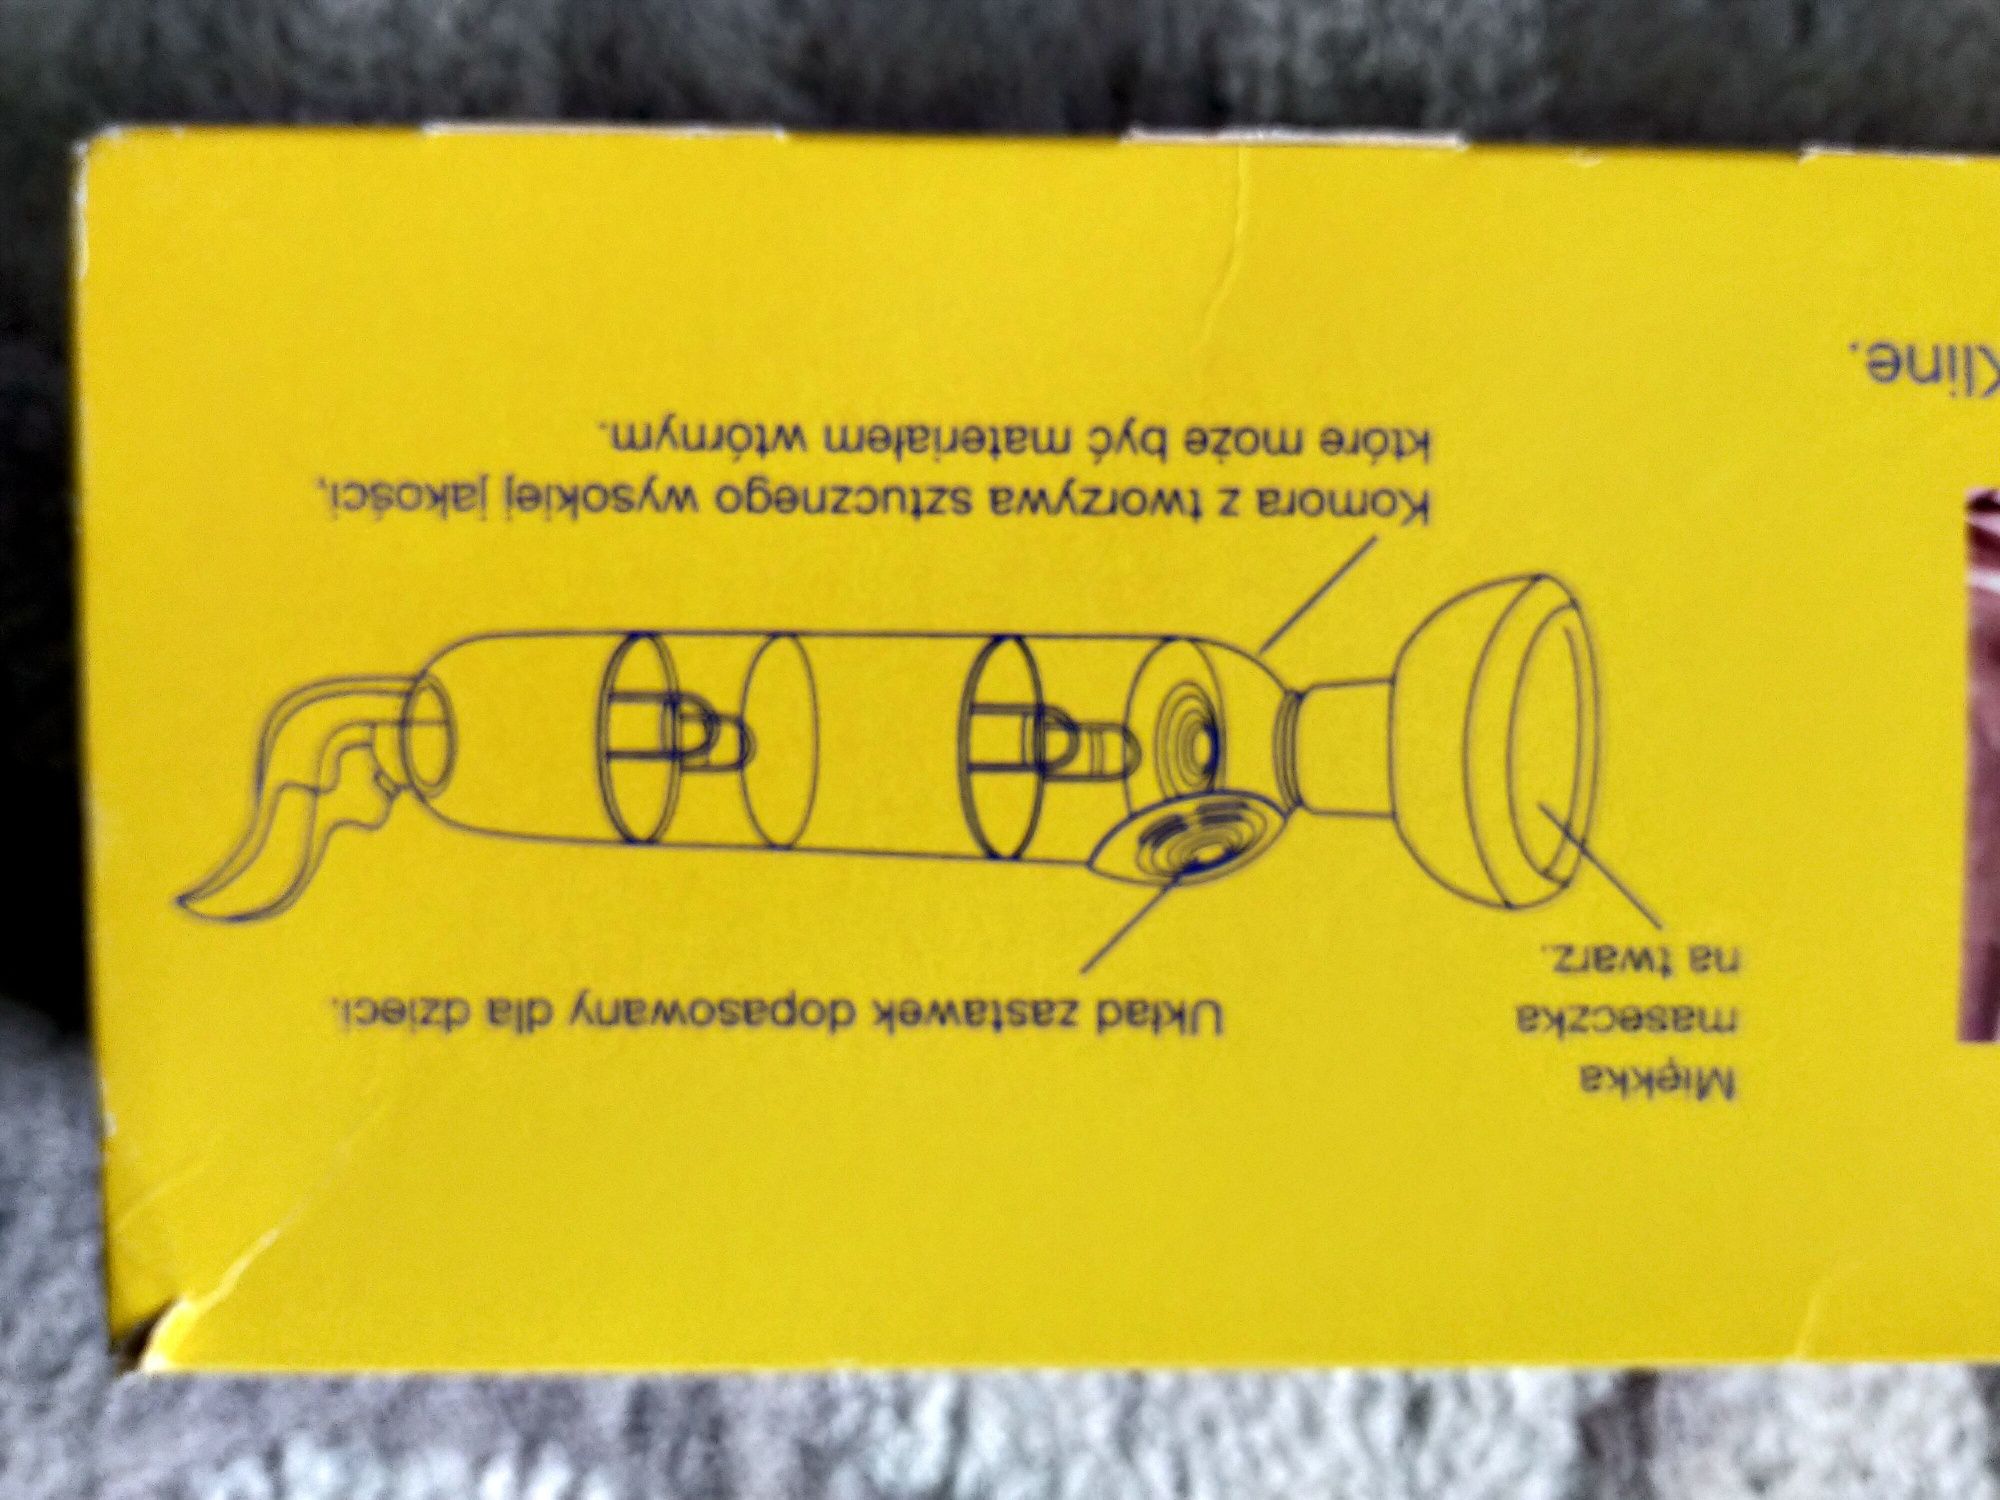 Miękka
maseczka
na twarz.
Układ zastawek dopasowany dla dzieci.
Komora z tworzywa sztucznego wysokiej jakości,
które może być materiałem wtórnym.
Kline.